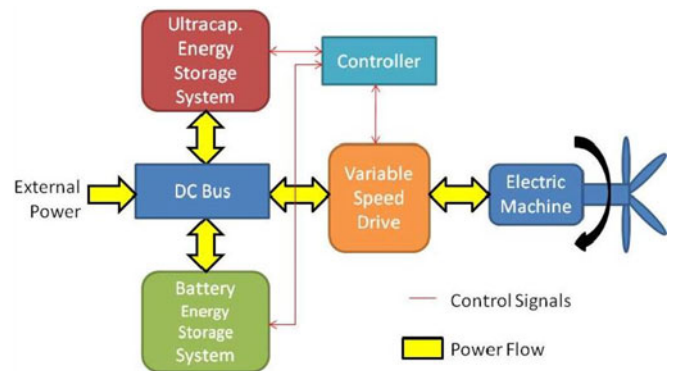 Ultracap.
Energy
Storage
System
Controller
External
Power
DC Bus
Variable
Speed
Drive
Electric
Machine
Battery
Energy
Storage
System
Control Signals
Power Flow